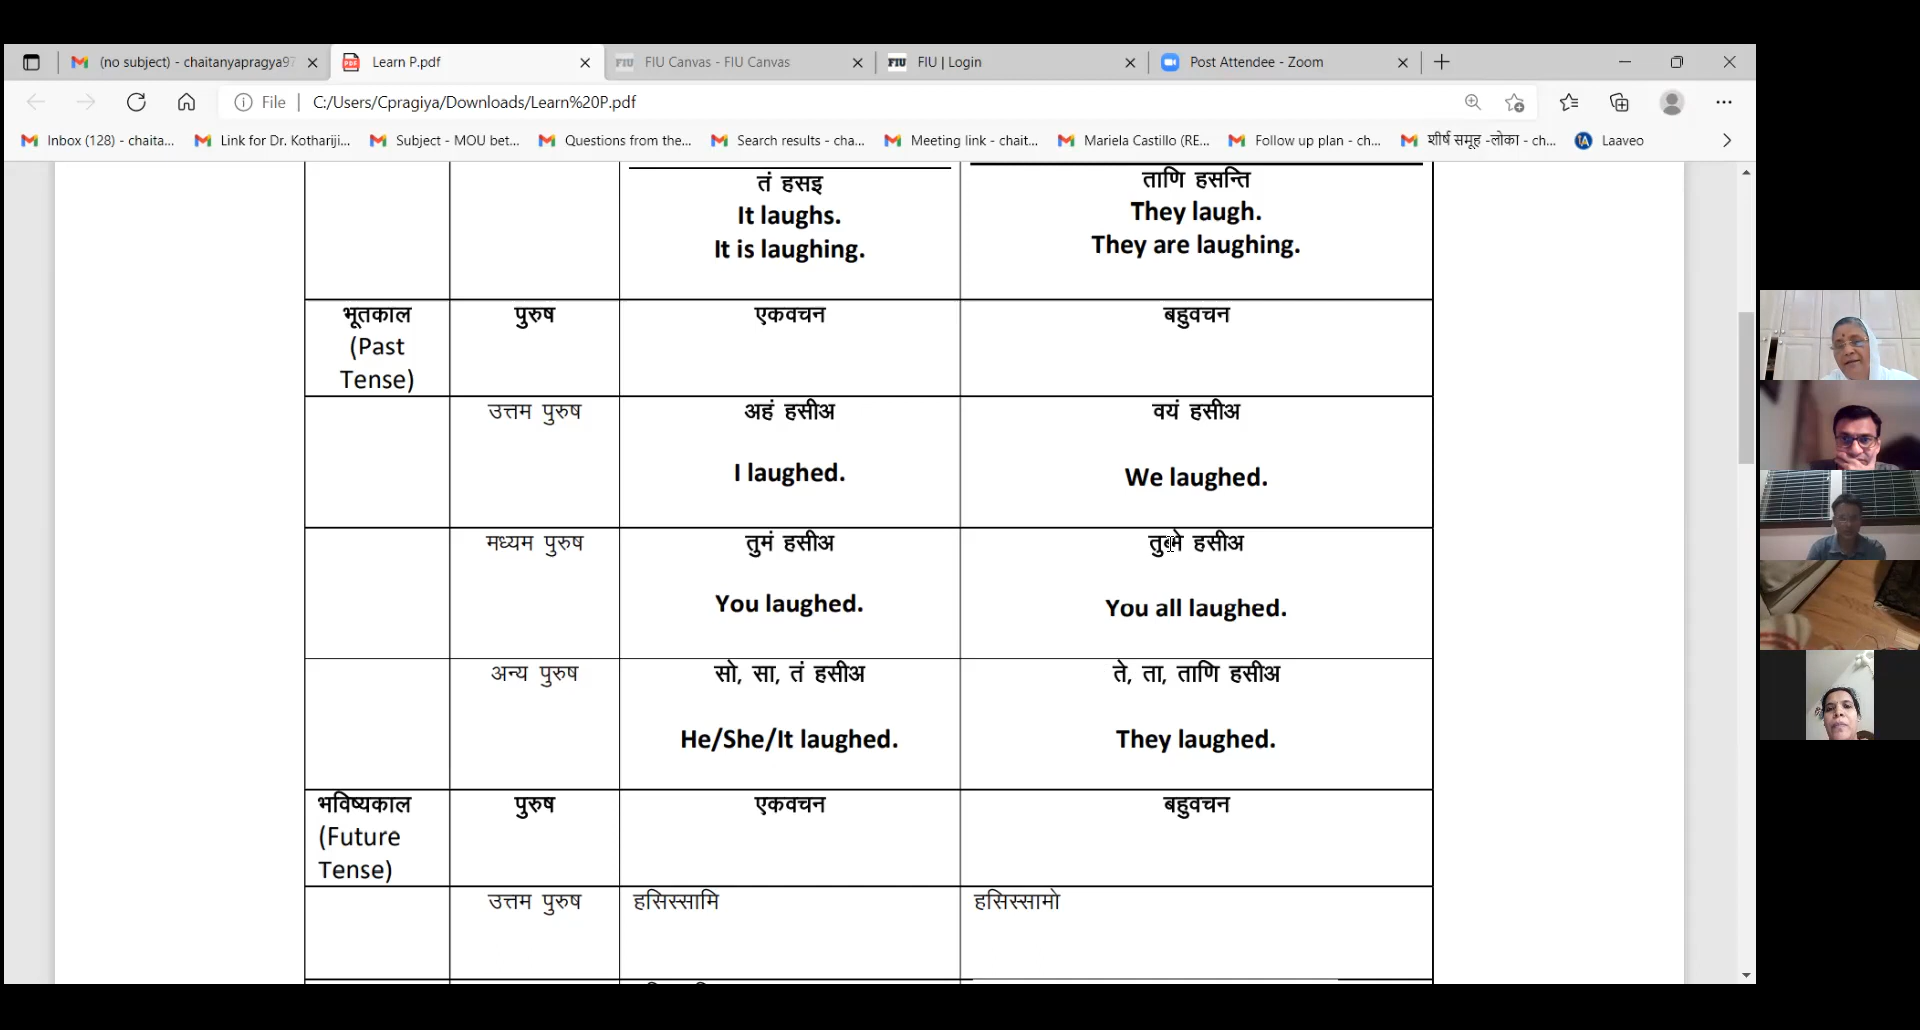 (no subject) - chaitanyapragya97
Learn P.pdf
FIU Canvas - FIU Canvas
FIU | Login
Post Attendee - Zoom
File
C:/Users/Cpragiya/Downloads/Learn%20P.pdf
Inbox (128) - chaita...
Link for Dr. Kothariji...
Subject - MOU bet...
Questions from the...
Search results - cha...
Meeting link - chait...
Mariela Castillo (RE...
Follow up plan - ch...
शीर्ष समूह -लोका - ch...
Laaveo
तं हसइ
It laughs.
It is laughing.
ताणि हसन्ति
They laugh.
They are laughing.
भूतकाल
(Past
Tense)
पुरुष
एकवचन
बहुवचन
उत्तम पुरुष
अहं हसीअ
I laughed.
वयं हसीअ
We laughed.
मध्यम पुरुष
तुमं हसीअ
You laughed.
हसीअ
You all laughed.
अन्य पुरुष
सो, सा, तं हसीअ
He/She/It laughed.
ते, ता, ताणि हसीअ
They laughed.
भविष्यकाल
(Future
Tense)
पुरुष
एकवचन
बहुवचन
उत्तम पुरुष
हसिस्सामि
हसिस्सामो